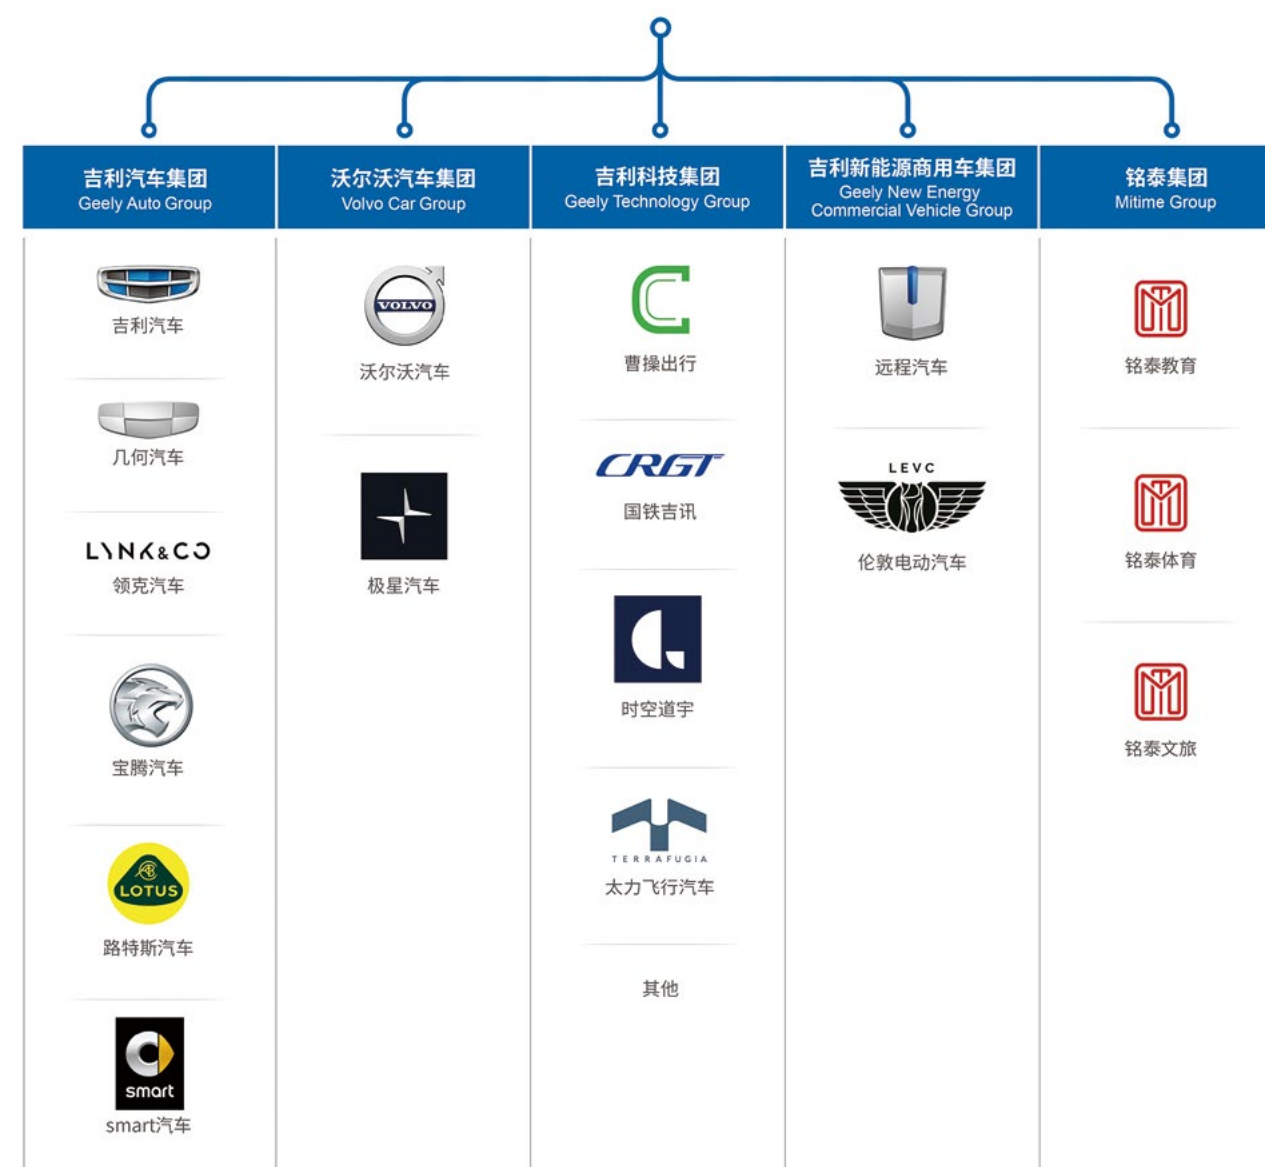 吉利汽车集团
Geely Auto Group
吉利汽车
几何汽车
LYNK&CO
领克汽车
宝腾汽车
LOTUS
路特斯汽车
smart
smart汽车
沃尔沃汽车集团
Volvo Car Group
VOLVO
沃尔沃汽车
极星汽车
吉利科技集团
Geely Technology Group
曹操出行
CRGT
国铁吉讯
时空道宇
TERRAFUGIA
太力飞行汽车
其他
吉利新能源商用车集团
Geely New Energy
Commercial Vehicle Group
远程汽车
LEVC
伦敦电动汽车
铭泰集团
Mitime Group
铭泰教育
铭泰体育
铭泰文旅